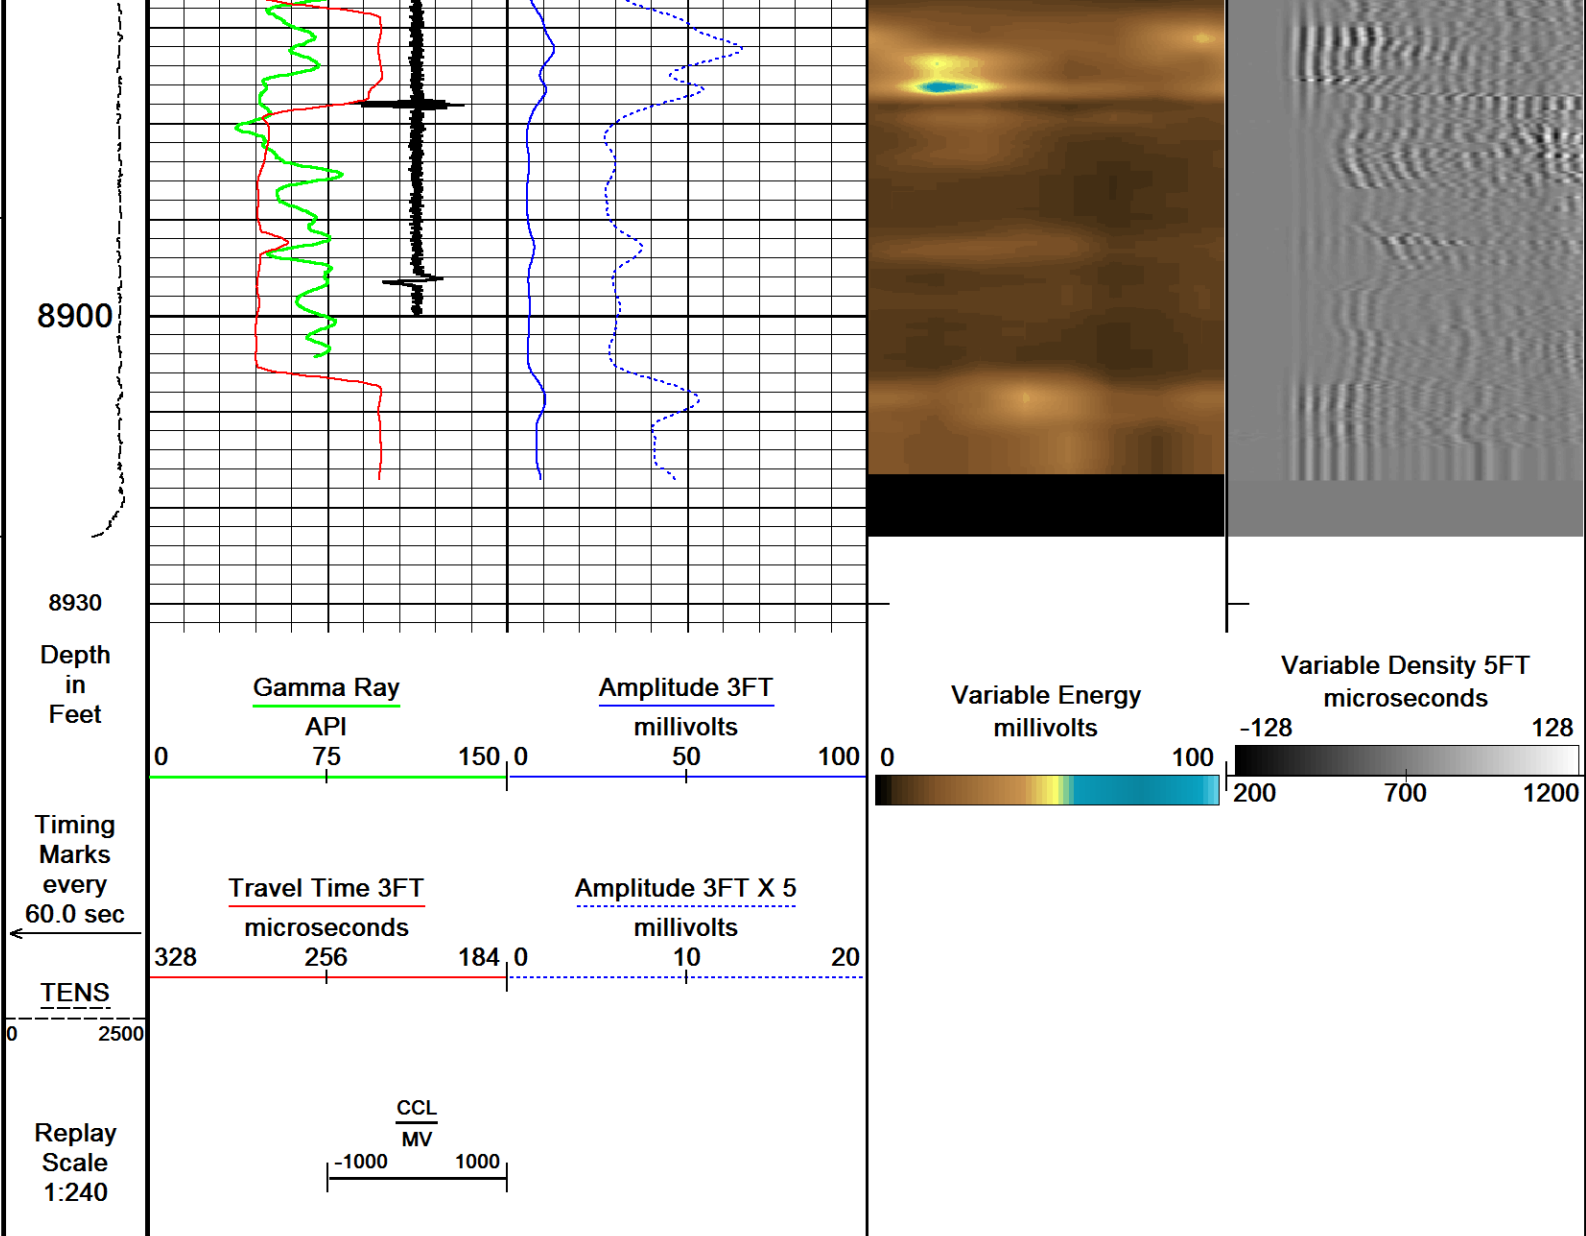 8900
8930
Depth
in
Feet
Gamma Ray
API
0 75 150
Amplitude 3FT
millivolts
0 50 100
Variable Energy
millivolts
0 100
Variable Density 5FT
microseconds
-128 128
200 700 1200
Timing
Marks
every
60.0 sec
Travel Time 3FT
microseconds
328 256 184
Amplitude 3FT X 5
millivolts
0 10 20
TENS
0 2500
CCL
MV
-1000 1000
Replay
Scale
1:240